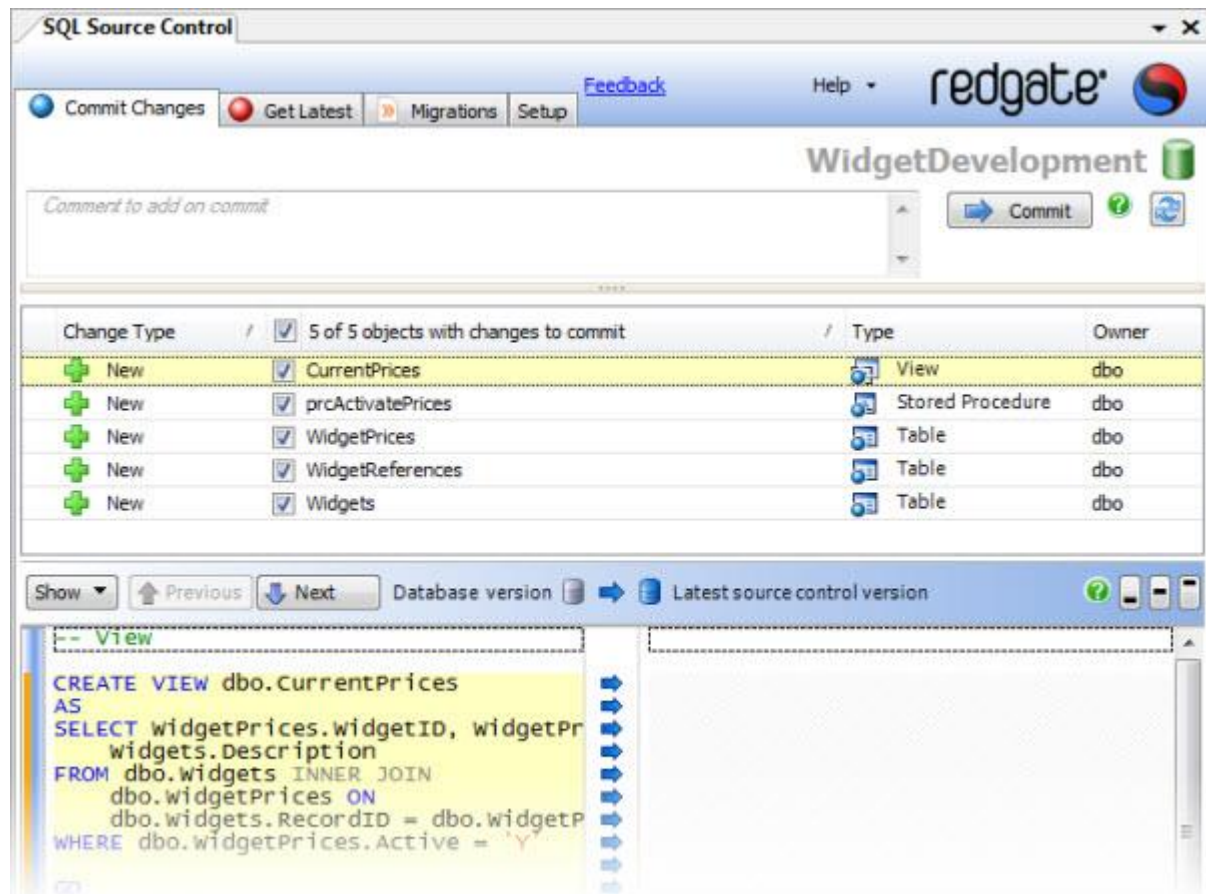 SQL Source Control
Feedback
Help
redgate
Commit Changes
Get Latest
Migrations
Setup
WidgetDevelopment
Comment to add on commit
Commit
Change Type / 5 of 5 objects with changes to commit / Type Owner
New CurrentPrices View dbo
New prcActivatePrices Stored Procedure dbo
New WidgetPrices Table dbo
New WidgetReferences Table dbo
New Widgets Table dbo
Show Previous Next Database version Latest source control version
-- View
CREATE VIEW dbo.CurrentPrices
AS
SELECT WidgetPrices.WidgetID, WidgetPr
Widgets.Description
FROM dbo.Widgets INNER JOIN
dbo.WidgetPrices ON
dbo.Widgets.RecordID = dbo.WidgetP
WHERE dbo.WidgetPrices.Active = 'Y'
GO